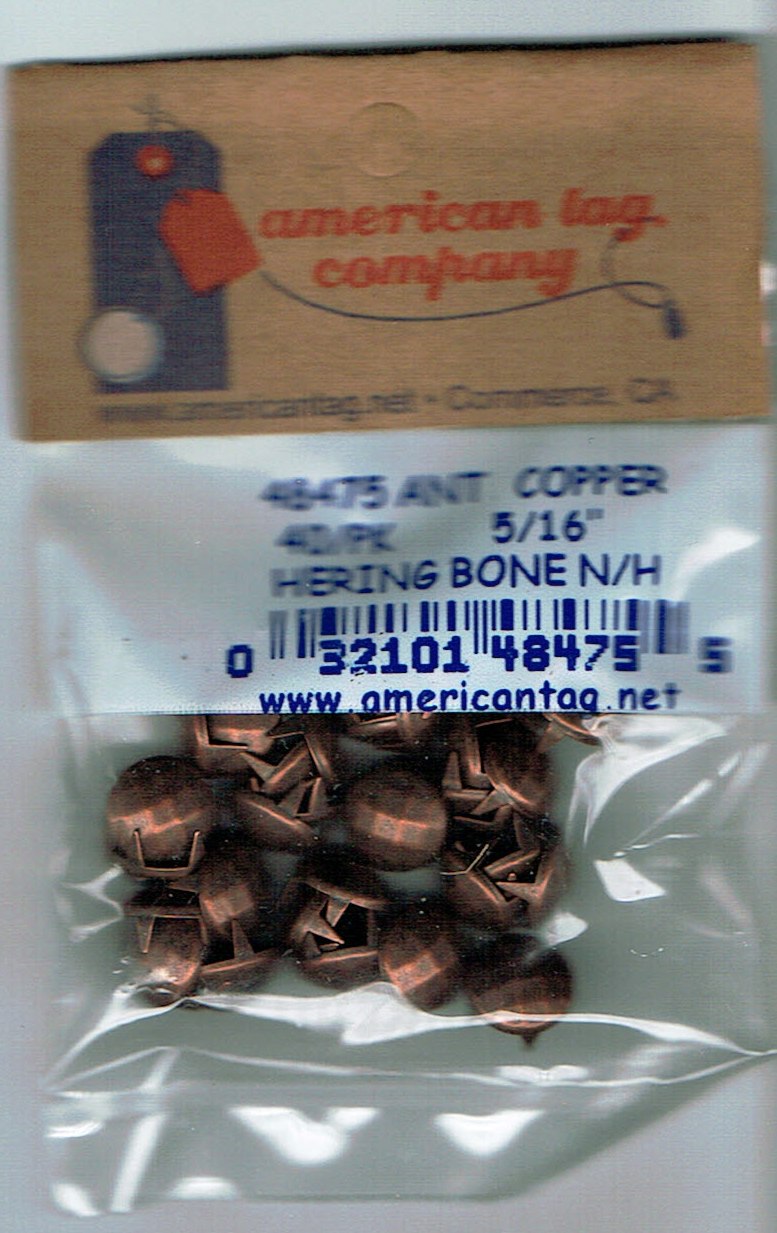 american tag
company
www.americantag.net • Commerce, CA
48475 ANT COPPER
40/PK 5/16"
HERING BONE N/H
0 32101 48475 5
www.americantag.net